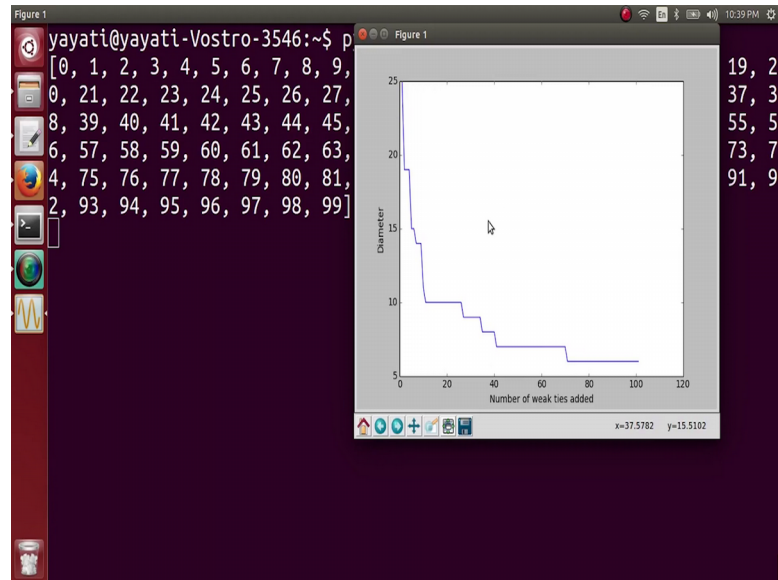 Figure 1
En
10:39 PM
yayati@yayati-Vostro-3546:~$ p
Figure 1
[0, 1, 2, 3, 4, 5, 6, 7, 8, 9, 19, 2
0, 21, 22, 23, 24, 25, 26, 27, 37, 3
8, 39, 40, 41, 42, 43, 44, 45, 55, 5
6, 57, 58, 59, 60, 61, 62, 63, 73, 7
4, 75, 76, 77, 78, 79, 80, 81, 91, 9
2, 93, 94, 95, 96, 97, 98, 99]
25
20
15
10
5
Diameter
0 20 40 60 80 100 120
Number of weak ties added
x=37.5782 y=15.5102